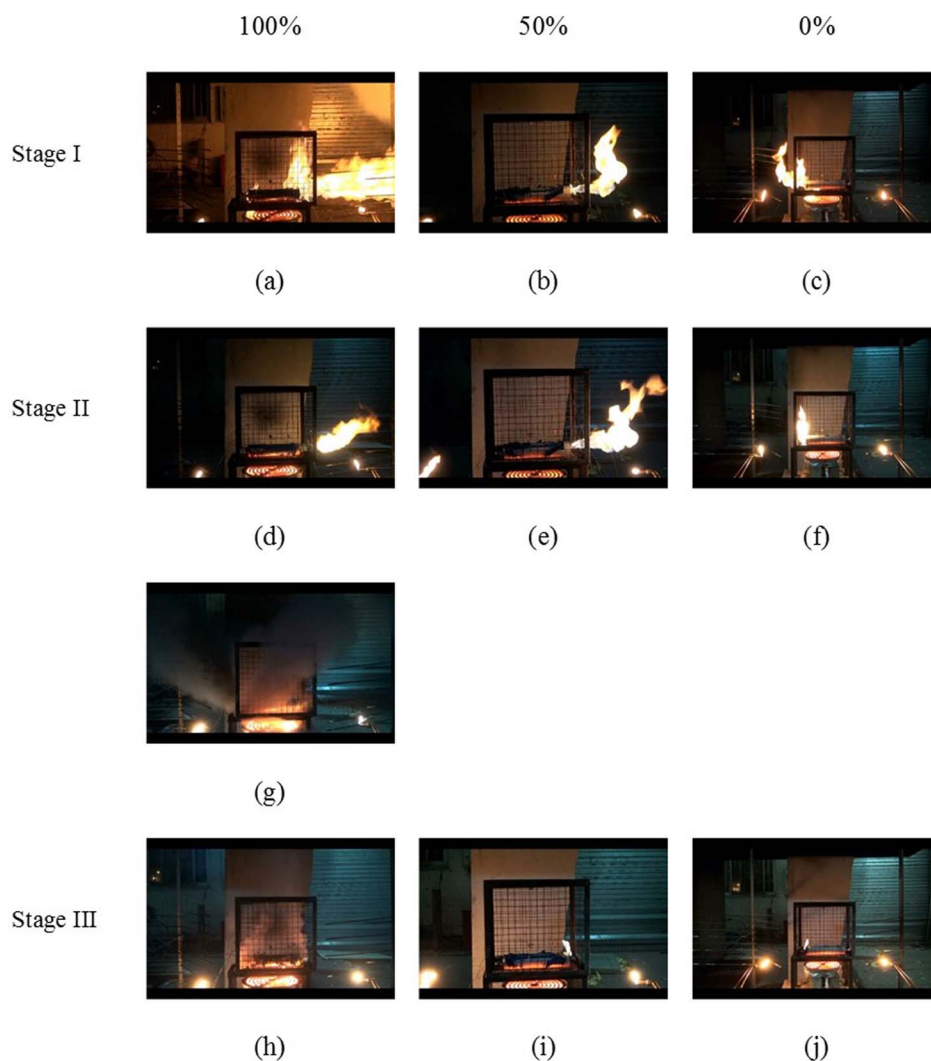 100% 50% 0%
Stage I
(a) (b) (c)
Stage II
(d) (e) (f)
(g)
Stage III
(h) (i) (j)